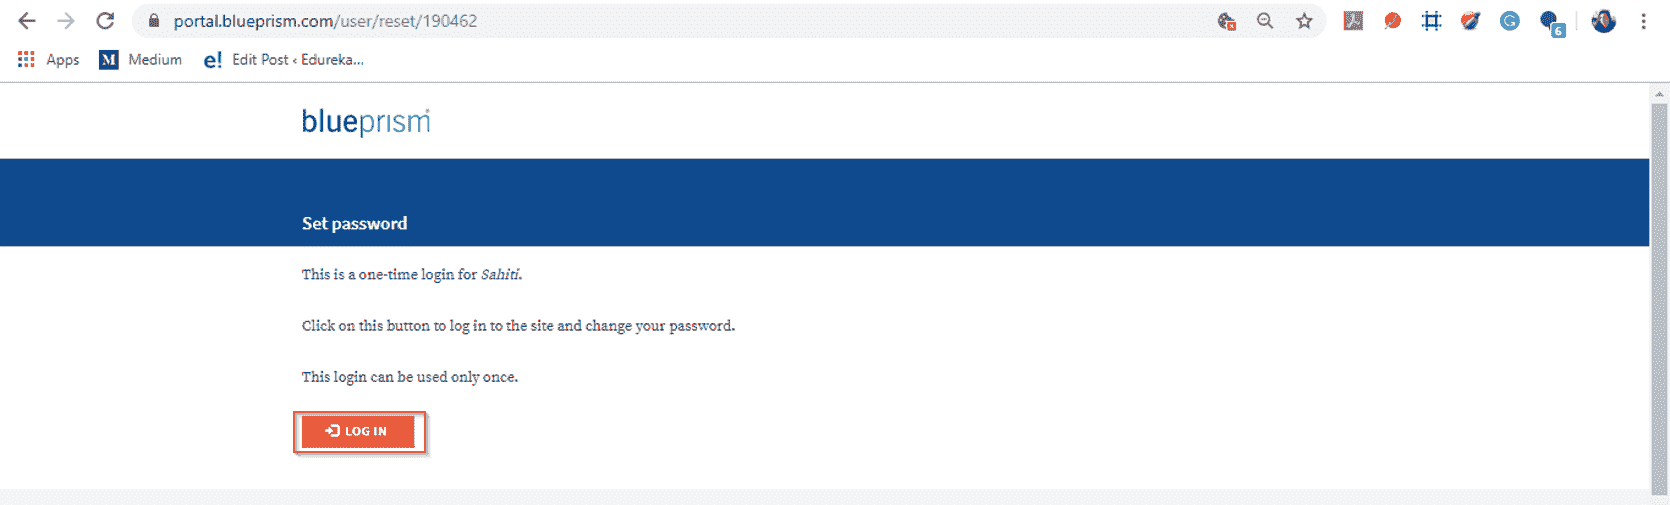 portal.blueprism.com/user/reset/190462
6
Apps M Medium e! Edit Post ‹ Edureka...
blueprism
Set password
This is a one-time login for Sahiti.
Click on this button to log in to the site and change your password.
This login can be used only once.
LOG IN